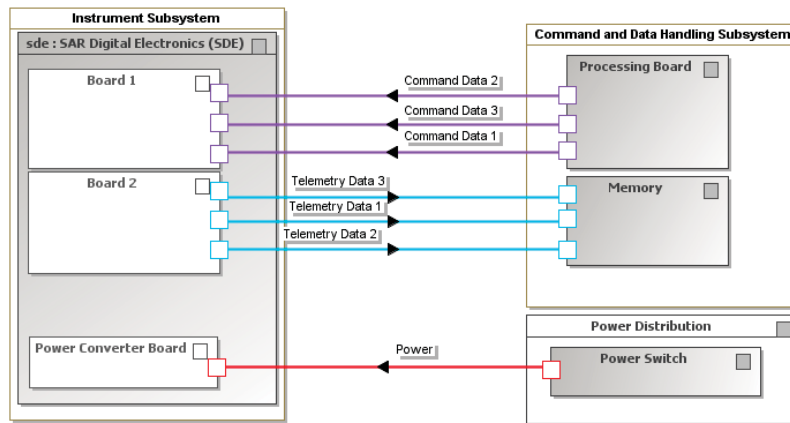 Instrument Subsystem
sde : SAR Digital Electronics (SDE)
Board 1
Board 2
Power Converter Board
Command Data 2
Command Data 3
Command Data 1
Telemetry Data 3
Telemetry Data 1
Telemetry Data 2
Power
Command and Data Handling Subsystem
Processing Board
Memory
Power Distribution
Power Switch